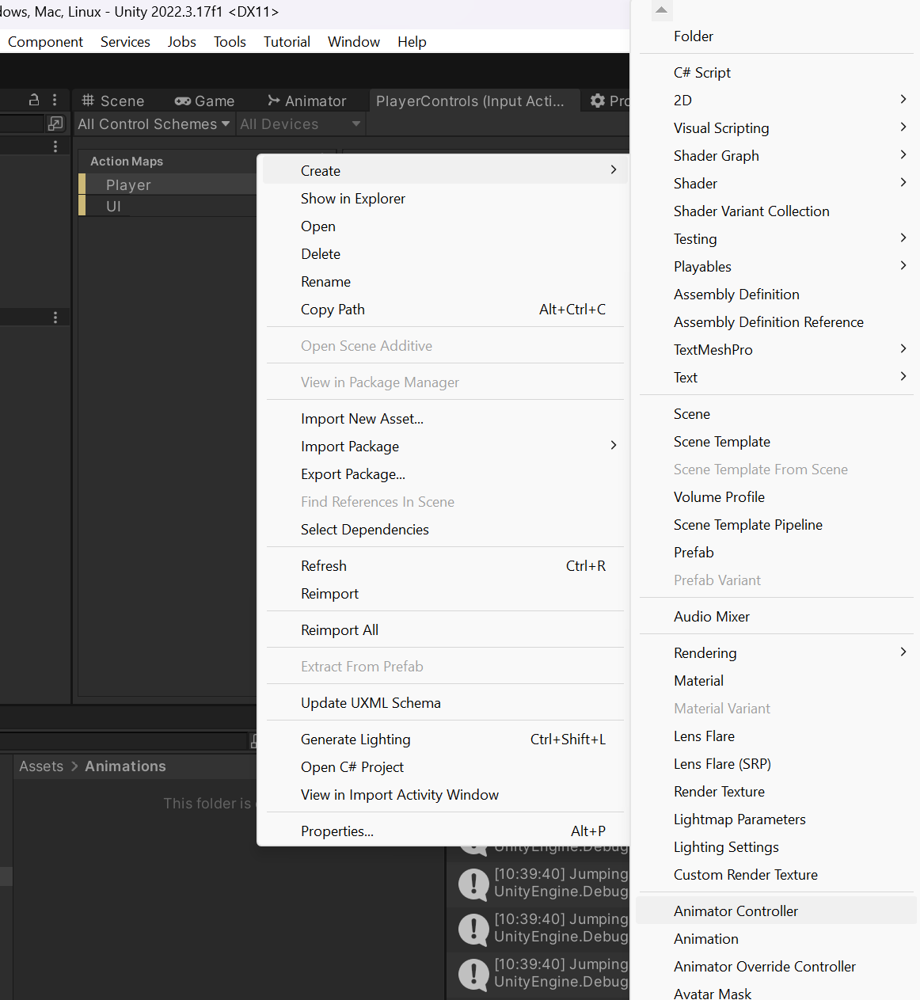 dows, Mac, Linux - Unity 2022.3.17f1 <DX11>
Component Services Jobs Tools Tutorial Window Help
Scene Game Animator PlayerControls (Input Acti... Pro
All Control Schemes All Devices
Action Maps
Player
UI
Create
Show in Explorer
Open
Delete
Rename
Copy Path Alt+Ctrl+C
Open Scene Additive
View in Package Manager
Import New Asset...
Import Package
Export Package...
Find References In Scene
Select Dependencies
Refresh Ctrl+R
Reimport
Reimport All
Extract From Prefab
Update UXML Schema
Generate Lighting Ctrl+Shift+L
Open C# Project
View in Import Activity Window
Properties... Alt+P
Folder
C# Script
2D
Visual Scripting
Shader Graph
Shader
Shader Variant Collection
Testing
Playables
Assembly Definition
Assembly Definition Reference
TextMeshPro
Text
Scene
Scene Template
Scene Template From Scene
Volume Profile
Scene Template Pipeline
Prefab
Prefab Variant
Audio Mixer
Rendering
Material
Material Variant
Lens Flare
Lens Flare (SRP)
Render Texture
Lightmap Parameters
Lighting Settings
Custom Render Texture
Animator Controller
Animation
Animator Override Controller
Avatar Mask
Assets > Animations
This folder is
UnityEngine.Debug
[10:39:40] Jumping
UnityEngine.Debug
[10:39:40] Jumping
UnityEngine.Debug
[10:39:40] Jumping
UnityEngine.Debug